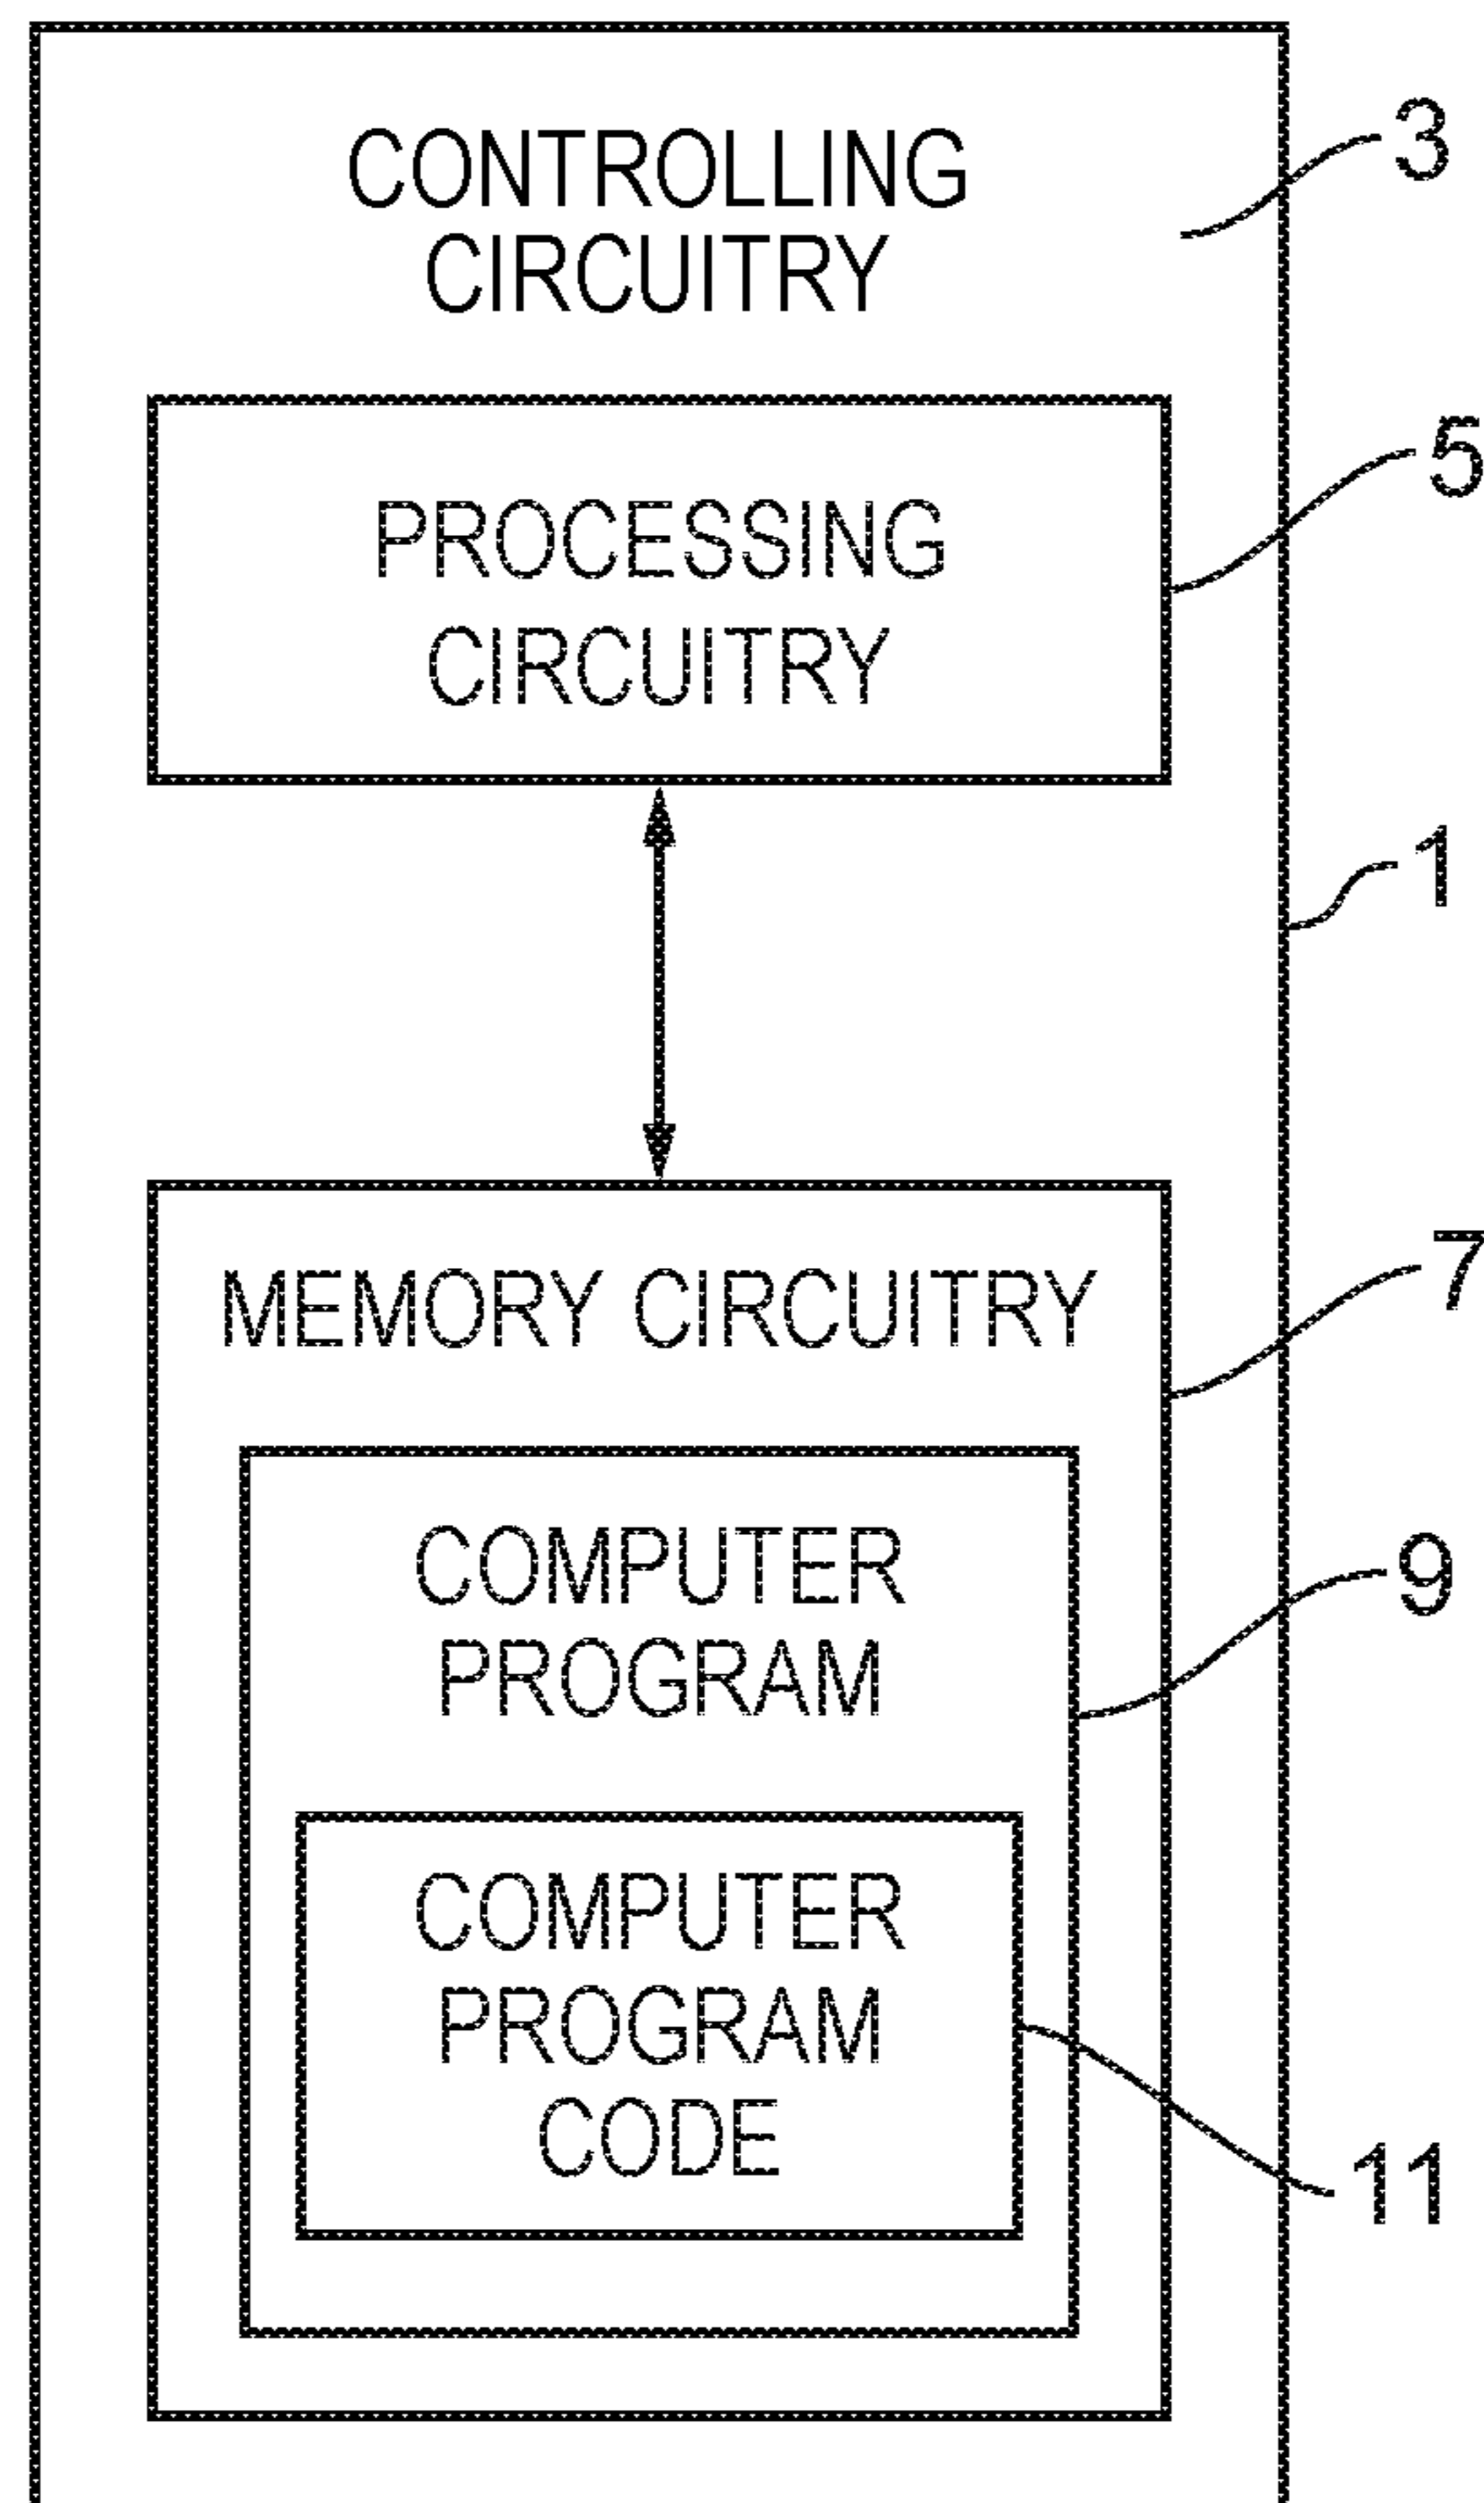 CONTROLLING
CIRCUITRY
3
PROCESSING
CIRCUITRY
5
1
MEMORY CIRCUITRY
7
COMPUTER
PROGRAM
9
COMPUTER
PROGRAM
CODE
11